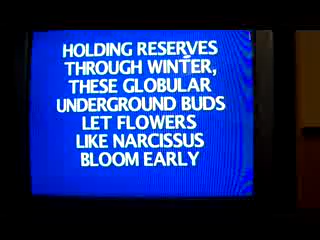 HOLDING RESERVES
THROUGH WINTER,
THESE GLOBULAR
UNDERGROUND BUDS
LET FLOWERS
LIKE NARCISSUS
BLOOM EARLY